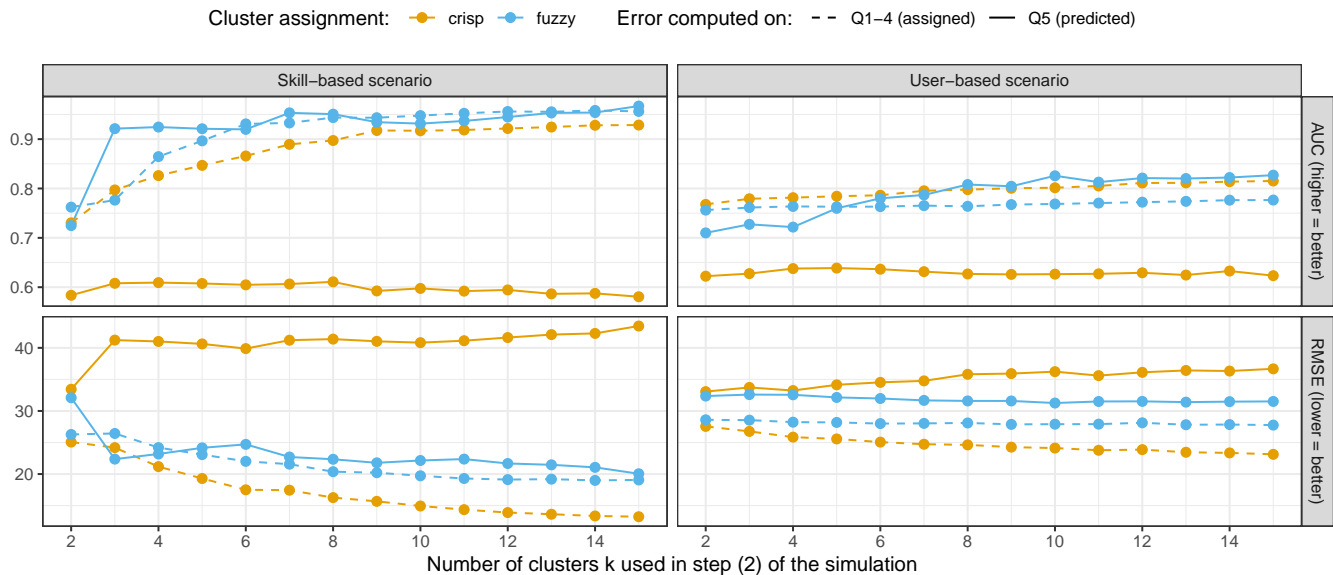 Cluster assignment: crisp fuzzy Error computed on: Q1−4 (assigned) Q5 (predicted)
Skill−based scenario User−based scenario
0.9
0.8
0.7
0.6
AUC (higher = better)
40
30
20
RMSE (lower = better)
2 4 6 8 10 12 14 2 4 6 8 10 12 14
Number of clusters k used in step (2) of the simulation